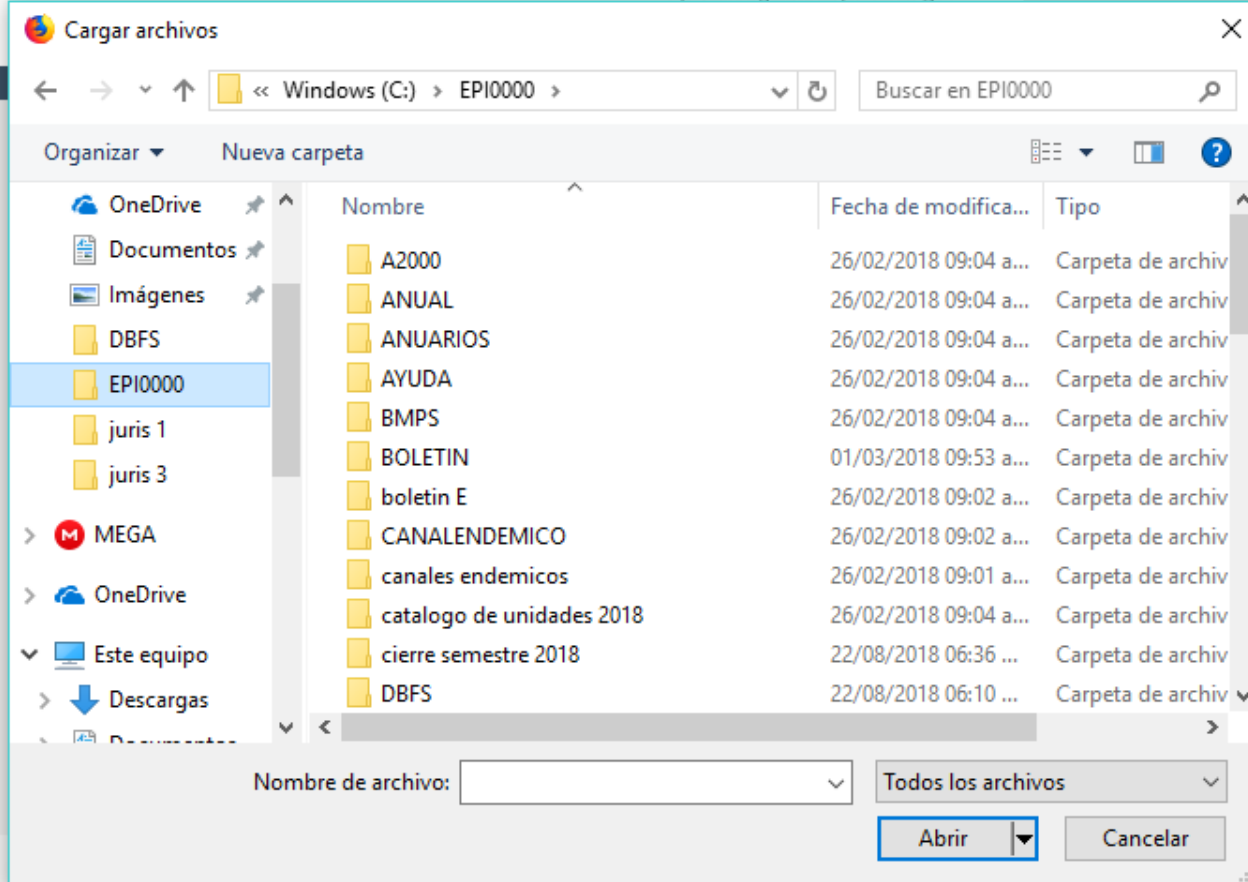 Cargar archivos
« Windows (C:) > EPI0000 >
Buscar en EPI0000
Organizar
Nueva carpeta
OneDrive
Documentos
Imágenes
DBFS
EPI0000
juris 1
juris 3
MEGA
OneDrive
Este equipo
Descargas
Nombre Fecha de modifica... Tipo
A2000 26/02/2018 09:04 a... Carpeta de archiv
ANUAL 26/02/2018 09:04 a... Carpeta de archiv
ANUARIOS 26/02/2018 09:04 a... Carpeta de archiv
AYUDA 26/02/2018 09:04 a... Carpeta de archiv
BMPS 26/02/2018 09:04 a... Carpeta de archiv
BOLETIN 01/03/2018 09:53 a... Carpeta de archiv
boletin E 26/02/2018 09:02 a... Carpeta de archiv
CANALENDEMICO 26/02/2018 09:02 a... Carpeta de archiv
canales endemicos 26/02/2018 09:01 a... Carpeta de archiv
catalogo de unidades 2018 26/02/2018 09:04 a... Carpeta de archiv
cierre semestre 2018 22/08/2018 06:36 ... Carpeta de archiv
DBFS 22/08/2018 06:10 ... Carpeta de archiv
Nombre de archivo:
Todos los archivos
Abrir
Cancelar